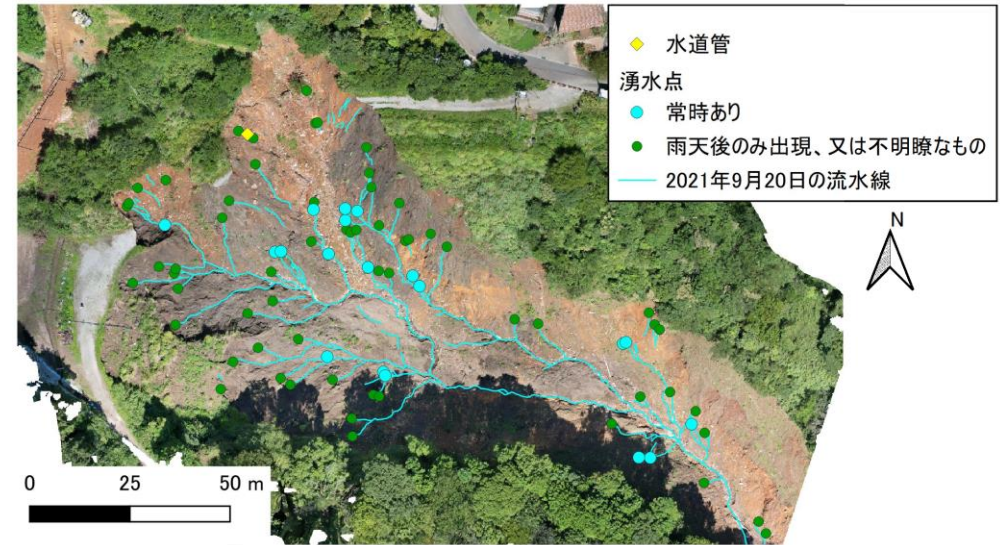 水道管
湧水点
常時あり
雨天後のみ出現、又は不明瞭なもの
2021年9月20日の流水線
N
0 25 50 m